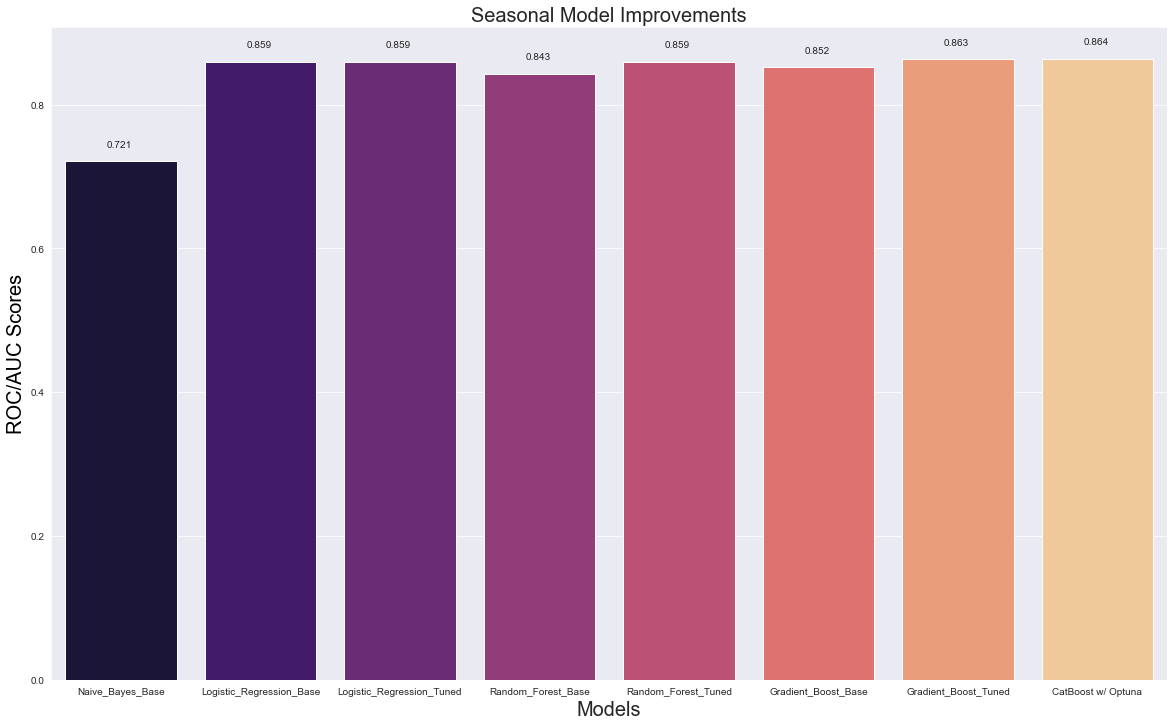 Seasonal Model Improvements
0.859
0.859
0.843
0.859
0.852
0.863
0.864
0.721
0.8
0.6
0.4
0.2
0.0
ROC/AUC Scores
Naive_Bayes_Base
Logistic_Regression_Base
Logistic_Regression_Tuned
Random_Forest_Base
Random_Forest_Tuned
Gradient_Boost_Base
Gradient_Boost_Tuned
CatBoost w/ Optuna
Models